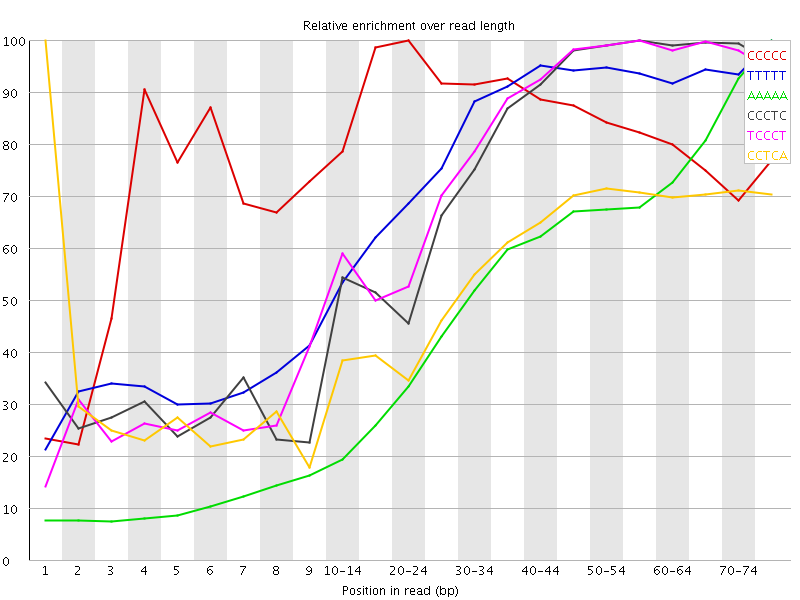 Relative enrichment over read length
100
90
80
70
60
50
40
30
20
10
0
CCCCC
TTTTT
AAAAA
CCCTC
TCCCT
CCTCA
1 2 3 4 5 6 7 8 9 10-14 20-24 30-34 40-44 50-54 60-64 70-74
Position in read (bp)